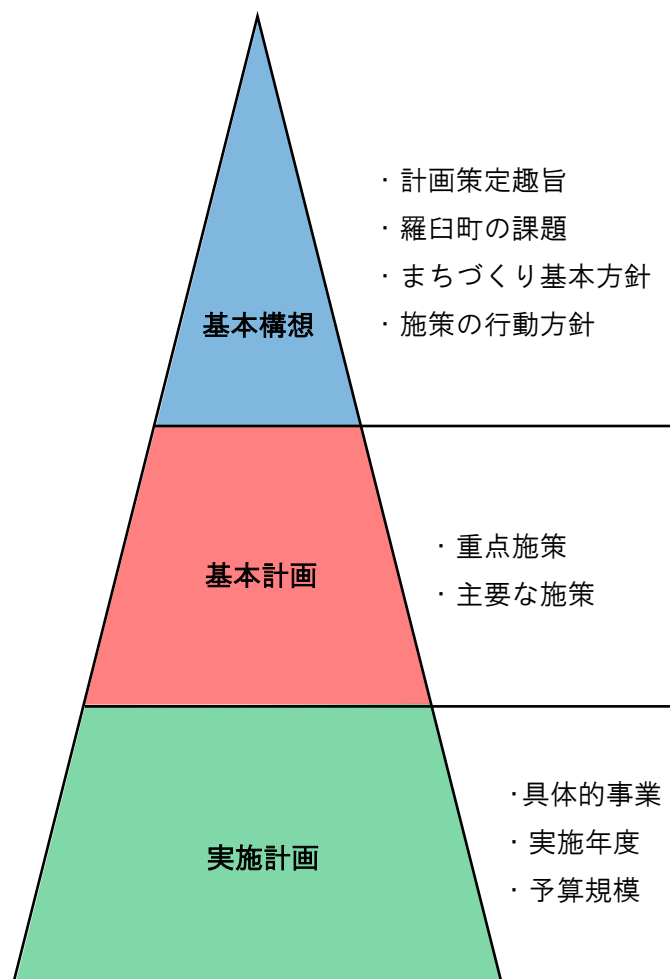 ・計画策定趣旨
・羅臼町の課題
・まちづくり基本方針
・施策の行動方針
基本構想
・重点施策
・主要な施策
基本計画
・具体的事業
・実施年度
・予算規模
実施計画